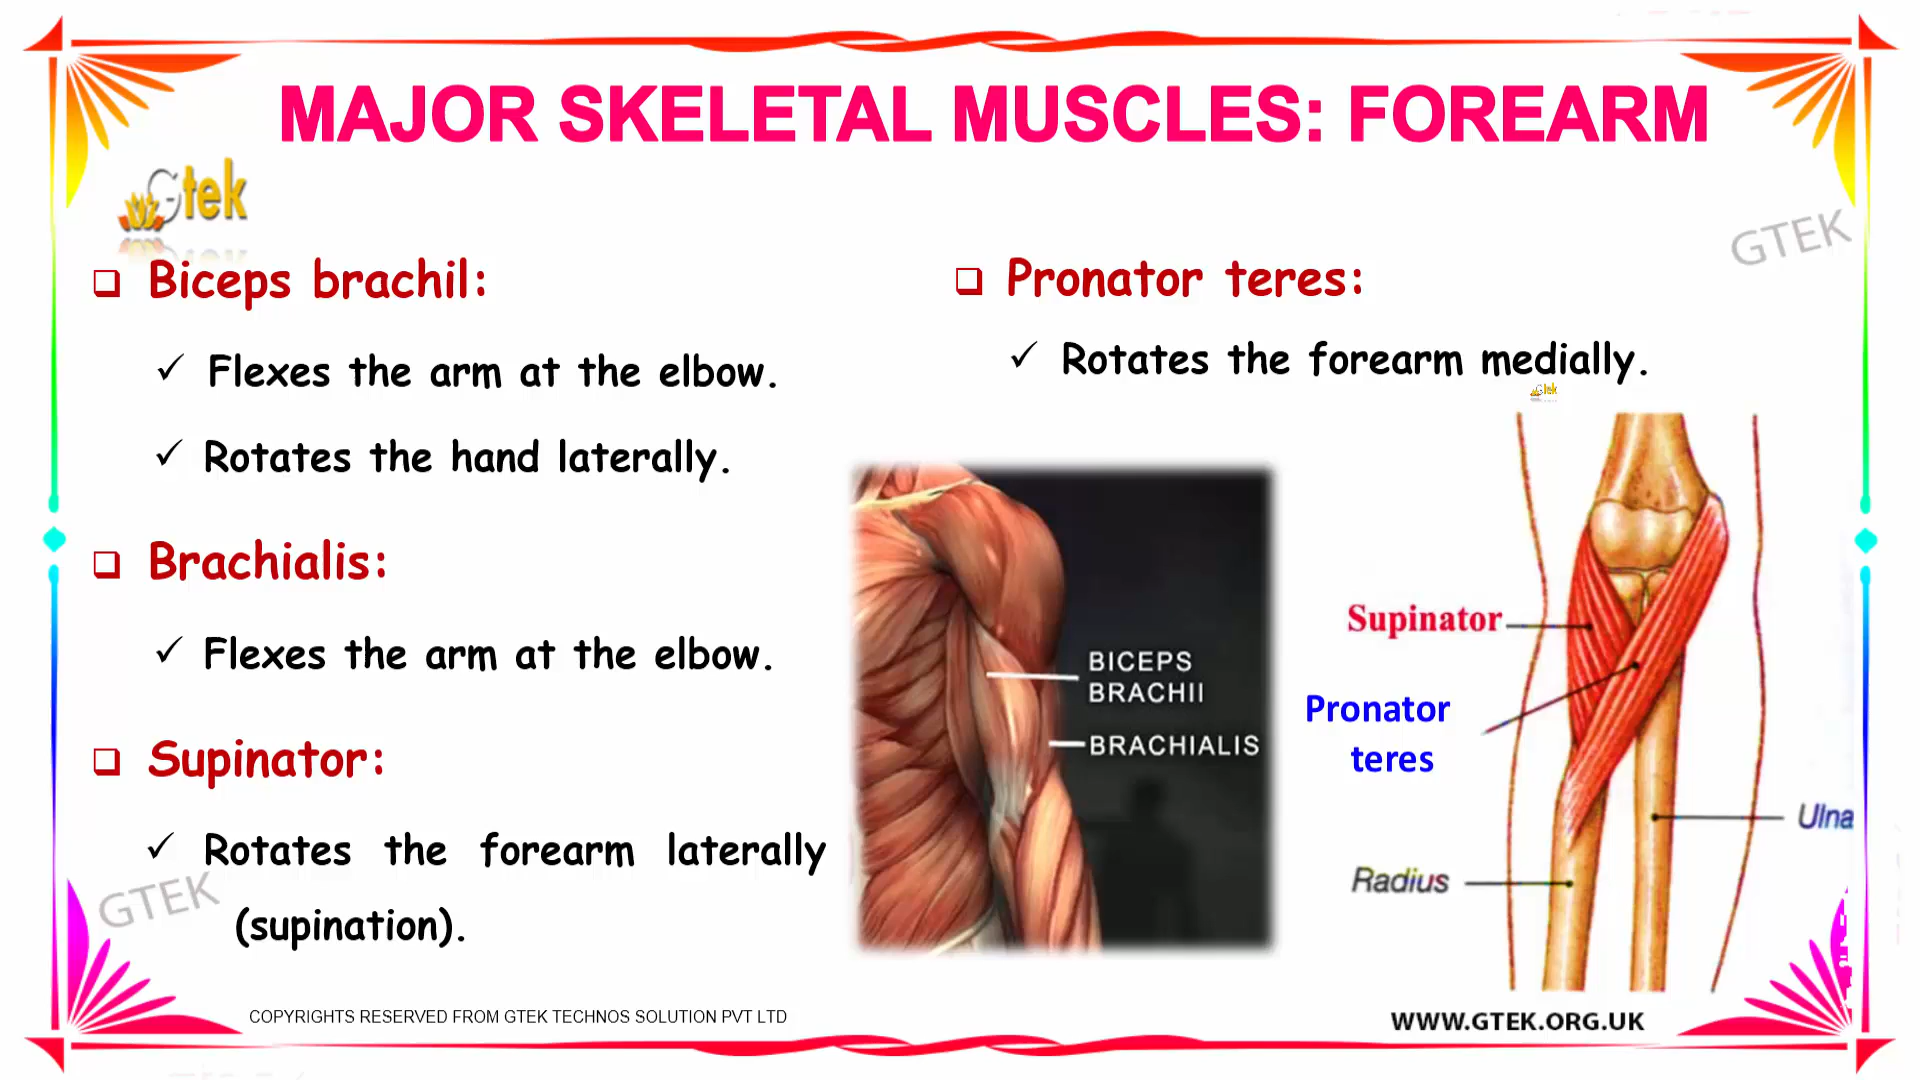 MAJOR SKELETAL MUSCLES: FOREARM
Gtek
GTEK
Biceps brachil:
Flexes the arm at the elbow.
Rotates the hand laterally.
Brachialis:
Flexes the arm at the elbow.
Supinator:
Rotates the forearm laterally
(supination).
Pronator teres:
Rotates the forearm medially.
Gtek
BICEPS
BRACHII
BRACHIALIS
Supinator
Pronator
teres
Ulna
Radius
GTEK
COPYRIGHTS RESERVED FROM GTEK TECHNOS SOLUTION PVT LTD
WWW.GTEK.ORG.UK